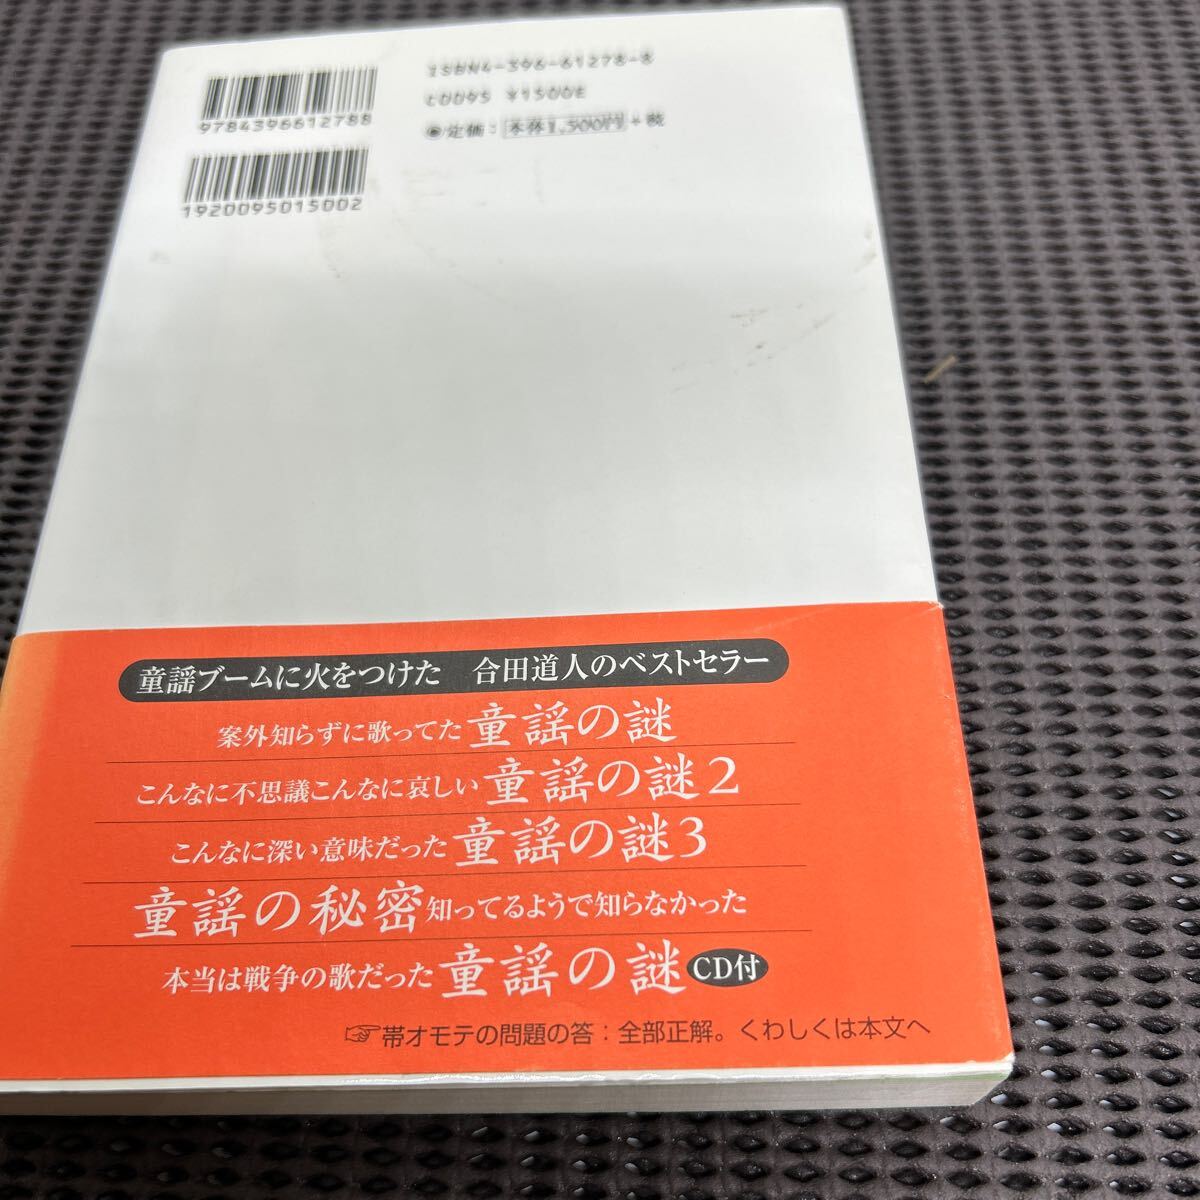 ISBN4-396-61278-8
C0095 ¥1500E
9784396612788
●定価：本体1,500円+税
1920095015002
童謡ブームに火をつけた 合田道人のベストセラー
案外知らずに歌ってた童謡の謎
こんなに不思議こんなに哀しい童謡の謎2
こんなに深い意味だった童謡の謎3
童謡の秘密知ってるようで知らなかった
本当は戦争の歌だった童謡の謎CD付
☞帯オモテの問題の答：全部正解。くわしくは本文へ